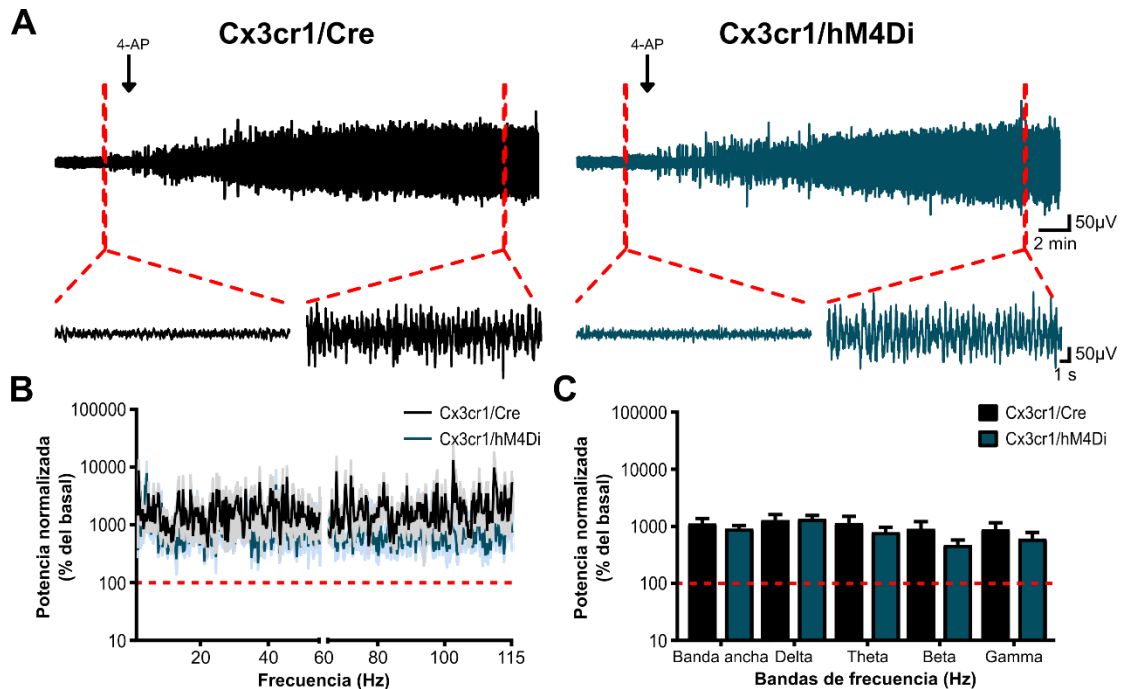 A
Cx3cr1/Cre
Cx3cr1/hM4Di
4-AP
4-AP
50µV
2 min
50µV
1 s
B
Potencia normalizada
(% del basal)
100000
10000
1000
100
10
Cx3cr1/Cre
Cx3cr1/hM4Di
20
40
60
80
100
115
Frecuencia (Hz)
C
Potencia normalizada
(% del basal)
100000
10000
1000
100
10
Cx3cr1/Cre
Cx3cr1/hM4Di
Banda ancha
Delta
Theta
Beta
Gamma
Bandas de frecuencia (Hz)